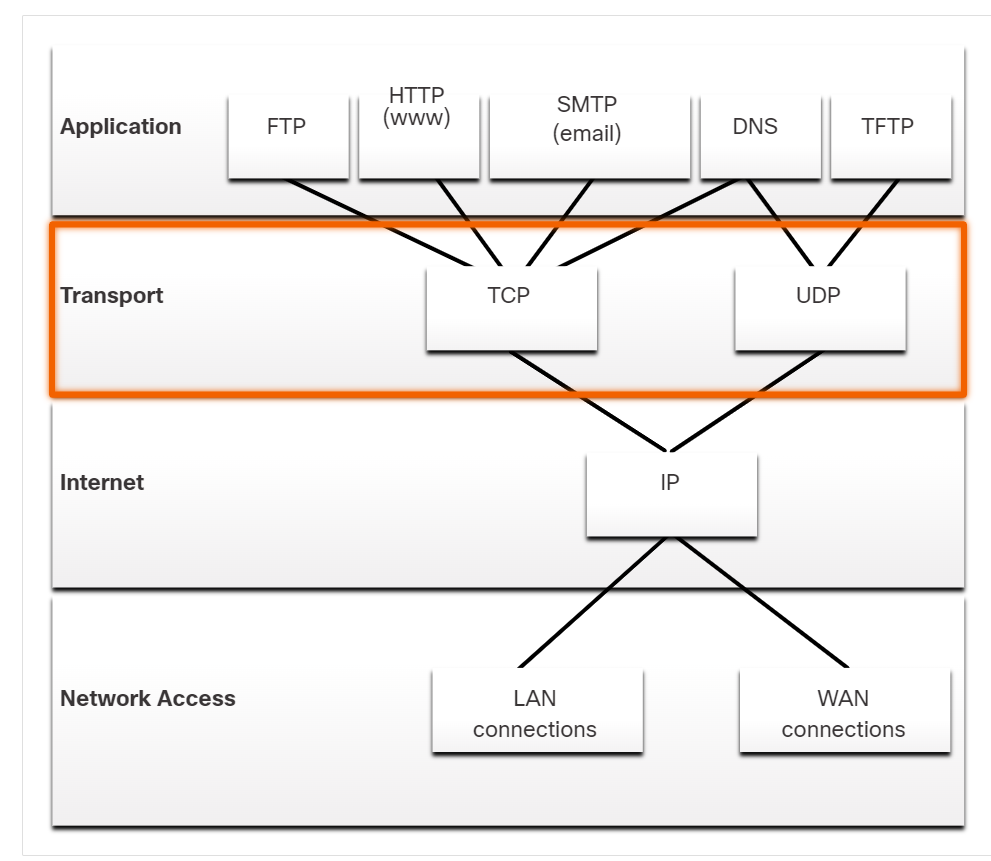 Application
FTP
HTTP
(www)
SMTP
(email)
DNS
TFTP
Transport
TCP
UDP
Internet
IP
Network Access
LAN
connections
WAN
connections